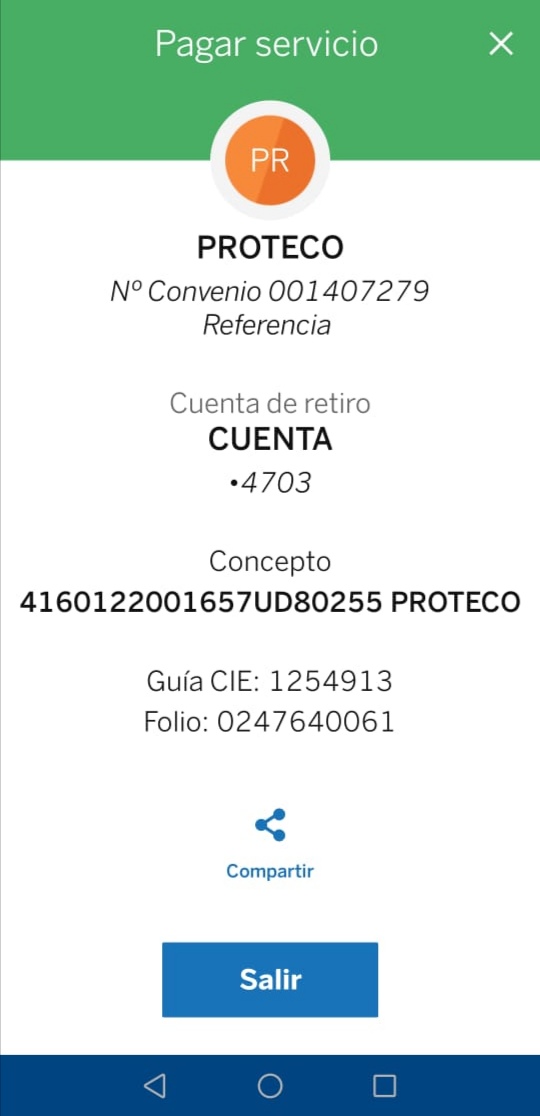 Pagar servicio
PR
PROTECO
Nº Convenio 001407279
Referencia
Cuenta de retiro
CUENTA
•4703
Concepto
4160122001657UD80255 PROTECO
Guía CIE: 1254913
Folio: 0247640061
Compartir
Salir